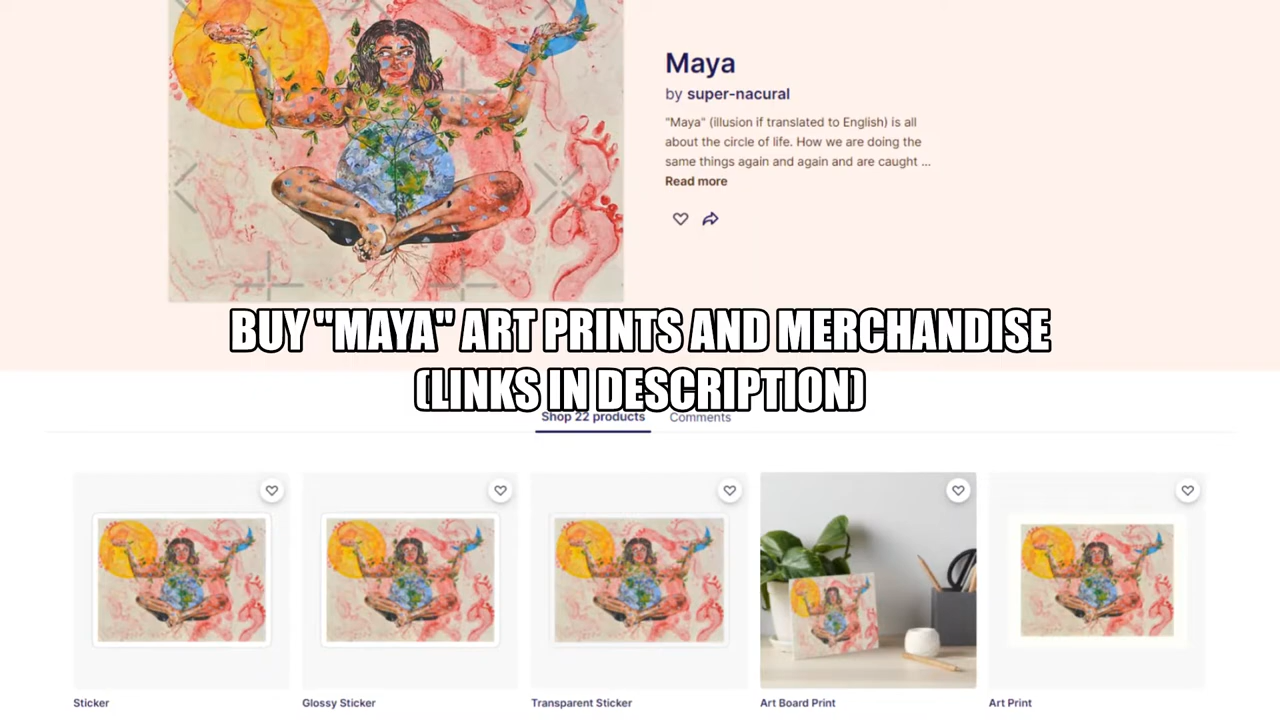 Maya
by super-nacural
"Maya" (illusion if translated to English) is all
about the circle of life. How we are doing the
same things again and again and are caught ...
Read more
BUY "MAYA" ART PRINTS AND MERCHANDISE
(LINKS IN DESCRIPTION)
Shop 22 products Comments
Sticker Glossy Sticker Transparent Sticker Art Board Print Art Print